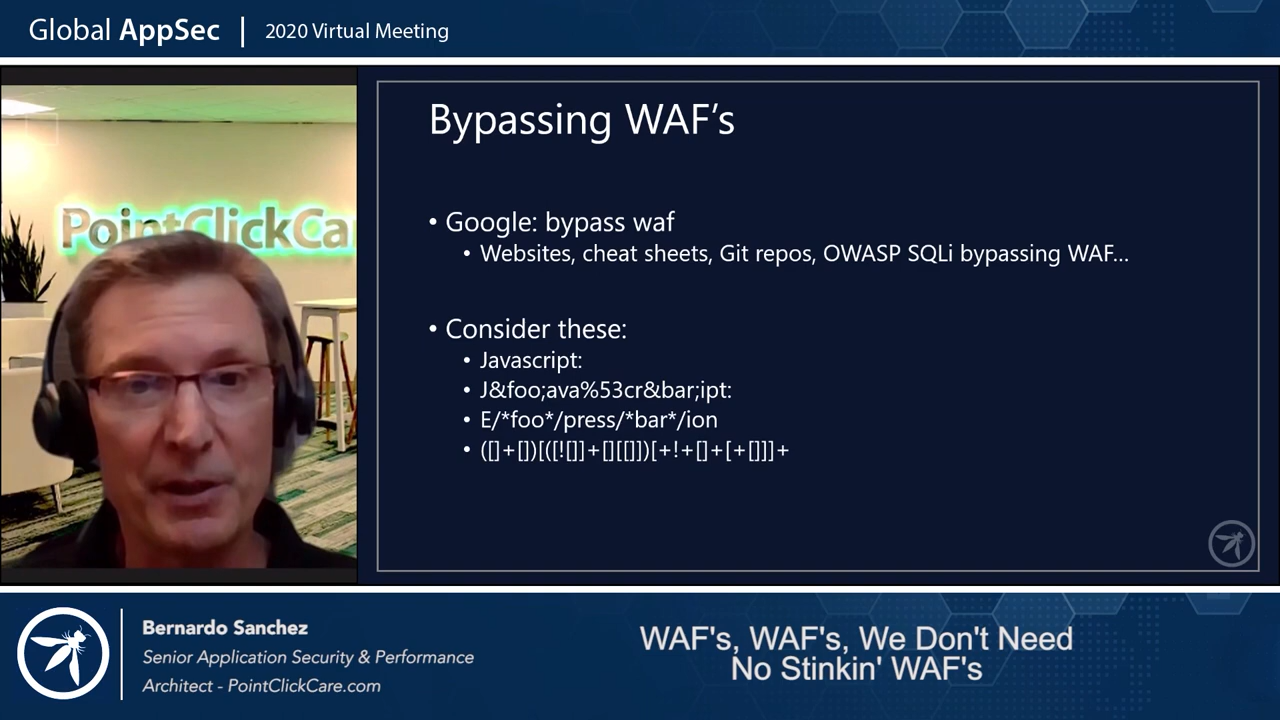 Global AppSec | 2020 Virtual Meeting
PointClickCa
Bypassing WAF’s
• Google: bypass waf
• Websites, cheat sheets, Git repos, OWASP SQLi bypassing WAF...
• Consider these:
• Javascript:
• J&foo;ava%53cr&bar;ipt:
• E/*foo*/press/*bar*/ion
• ([]+[])[([![]]+[][[]])[+!+[]+[+[]]]+
Bernardo Sanchez
Senior Application Security & Performance
Architect - PointClickCare.com
WAF's, WAF's, We Don't Need
No Stinkin' WAF's